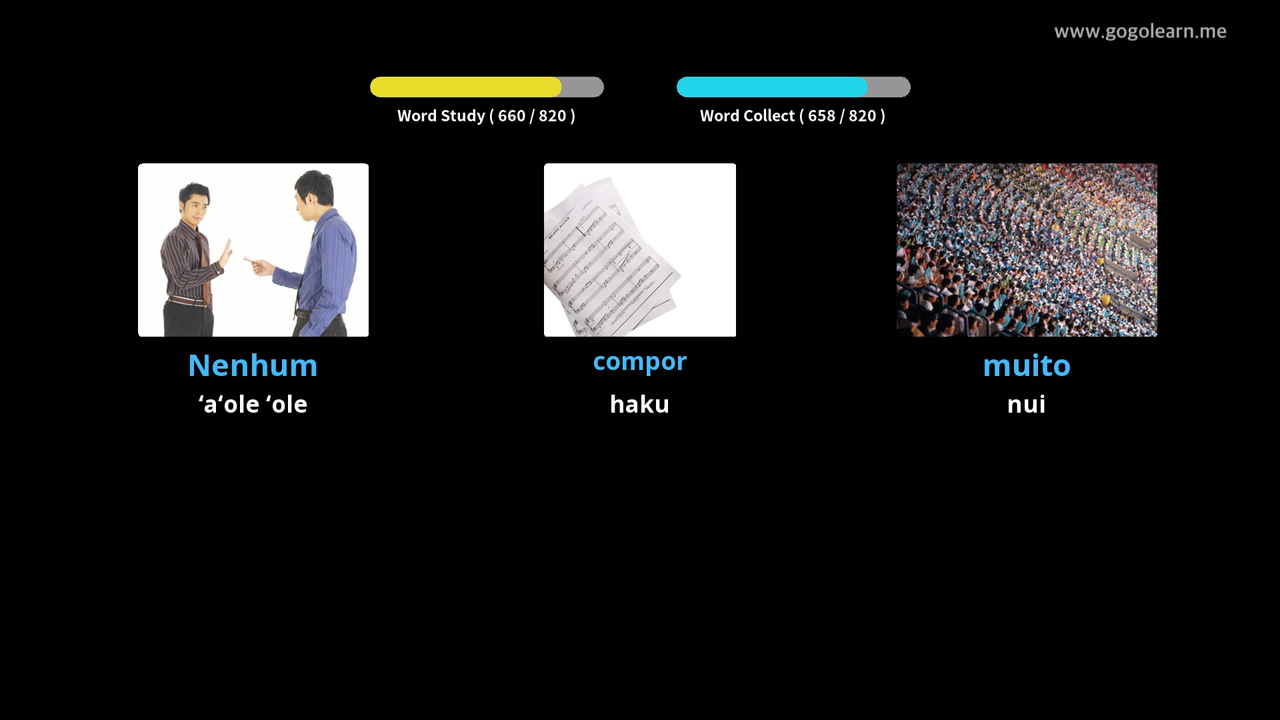 www.gogolearn.me
Word Study ( 660 / 820 )
Word Collect ( 658 / 820 )
Nenhum
compor
muito
ʻaʻole ʻole
haku
nui